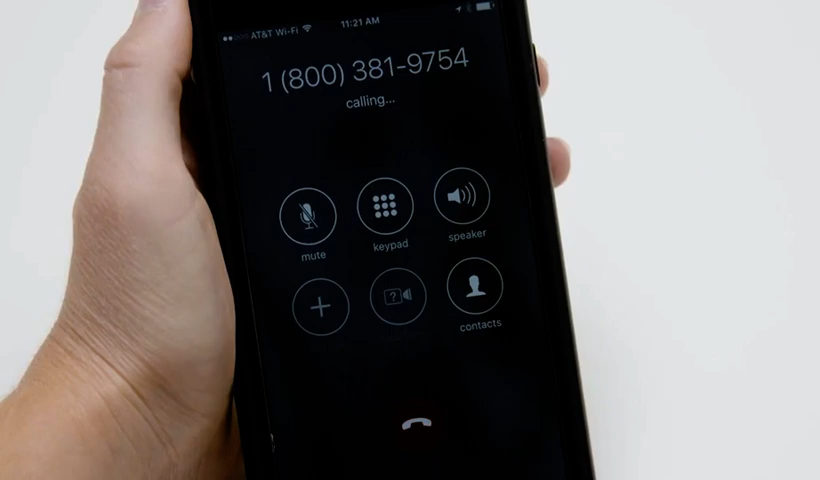 AT&T Wi-Fi 11:21 AM
1 (800) 381-9754
calling...
mute keypad speaker
contacts